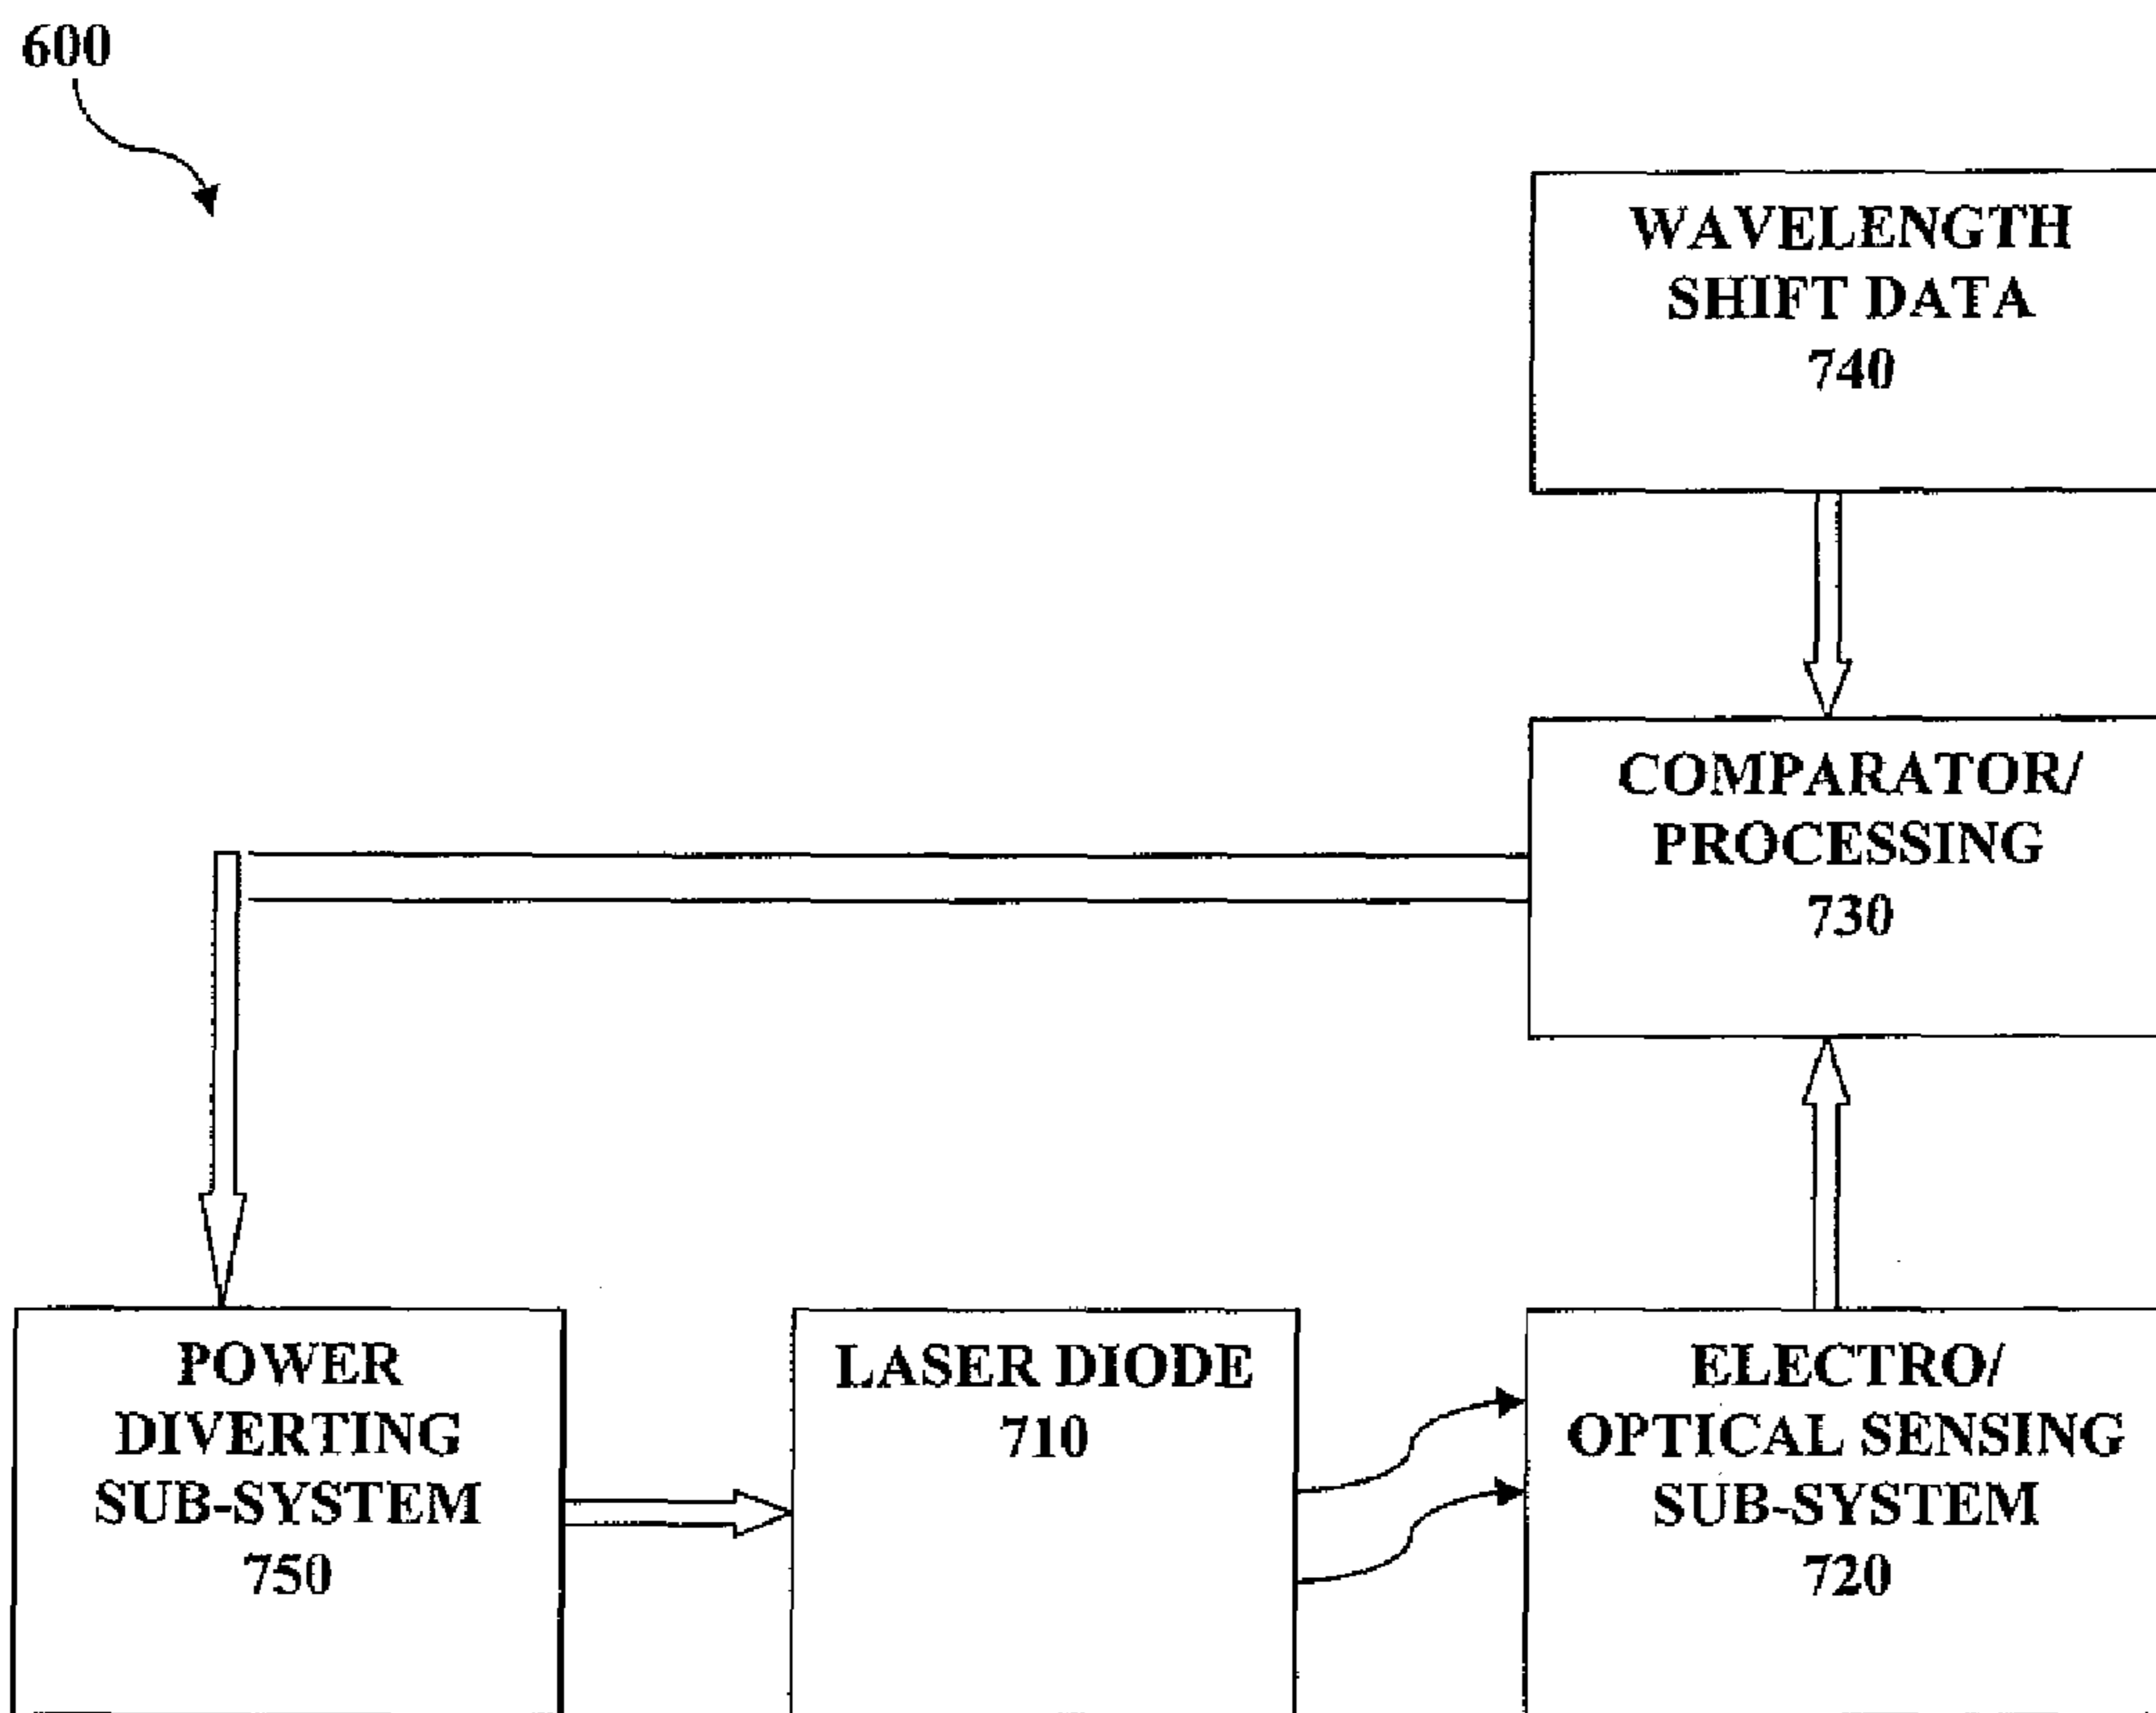 600
WAVELENGTH
SHIFT DATA
740
COMPARATOR/
PROCESSING
730
POWER
DIVERTING
SUB-SYSTEM
750
LASER DIODE
710
ELECTRO/
OPTICAL SENSING
SUB-SYSTEM
720